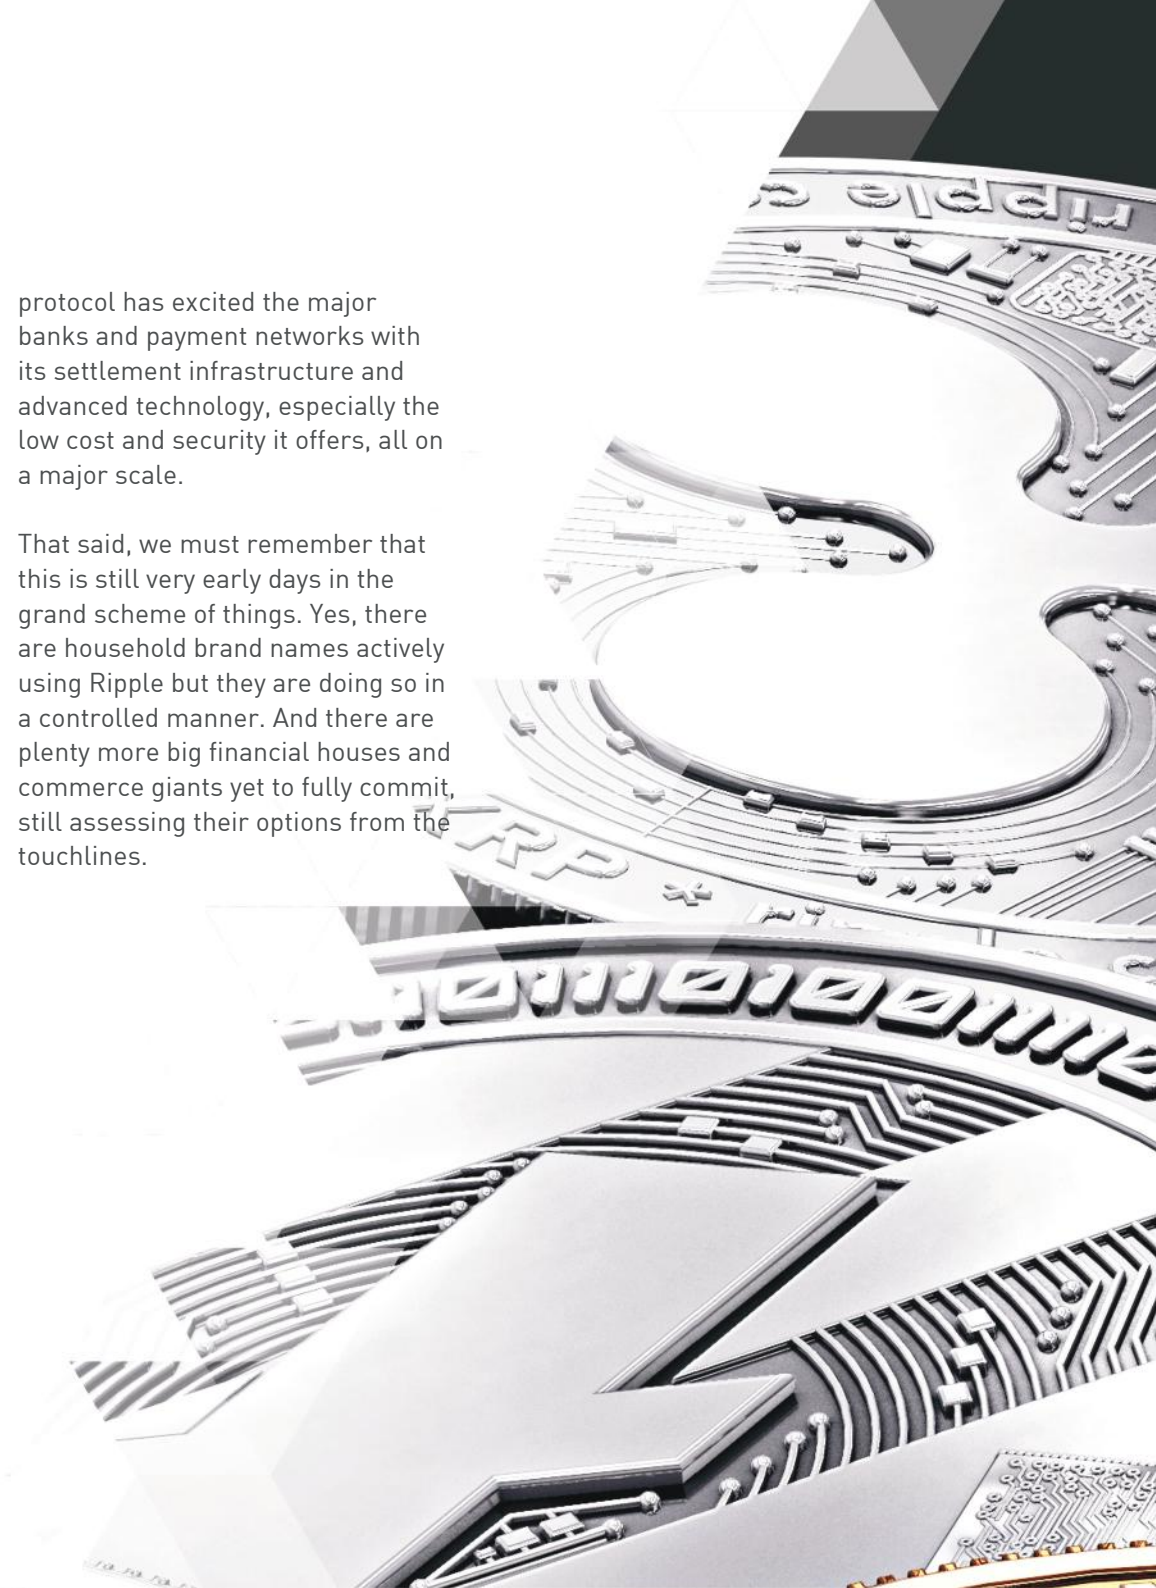 ripple co
protocol has excited the major
banks and payment networks with
its settlement infrastructure and
advanced technology, especially the
low cost and security it offers, all on
a major scale.
That said, we must remember that
this is still very early days in the
grand scheme of things. Yes, there
are household brand names actively
using Ripple but they are doing so in
a controlled manner. And there are
plenty more big financial houses and
commerce giants yet to fully commit,
still assessing their options from the
touchlines.
XRP * ri